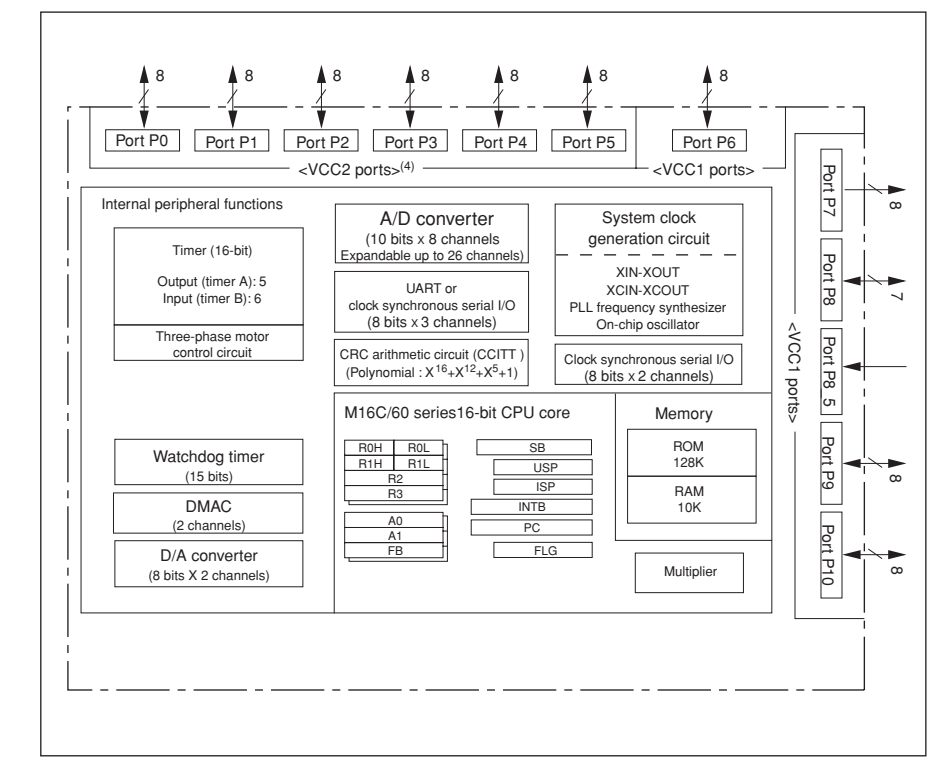 8 8 8 8 8 8 8
Port P0 Port P1 Port P2 Port P3 Port P4 Port P5 Port P6
<VCC2 ports>(4) <VCC1 ports>
Internal peripheral functions
Timer (16-bit)
Output (timer A): 5
Input (timer B): 6
Three-phase motor
control circuit
A/D converter
(10 bits x 8 channels
Expandable up to 26 channels)
UART or
clock synchronous serial I/O
(8 bits x 3 channels)
CRC arithmetic circuit (CCITT )
(Polynomial : X16+X12+X5+1)
System clock
generation circuit
XIN-XOUT
XCIN-XCOUT
PLL frequency synthesizer
On-chip oscillator
Clock synchronous serial I/O
(8 bits x 2 channels)
Watchdog timer
(15 bits)
DMAC
(2 channels)
D/A converter
(8 bits X 2 channels)
M16C/60 series16-bit CPU core
R0H R0L
R1H R1L
R2
R3
A0
A1
FB
SB
USP
ISP
INTB
PC
FLG
Memory
ROM
128K
RAM
10K
Multiplier
<VCC1 ports>
Port P7
8
Port P8
7
Port P8 5
Port P9
8
Port P10
8